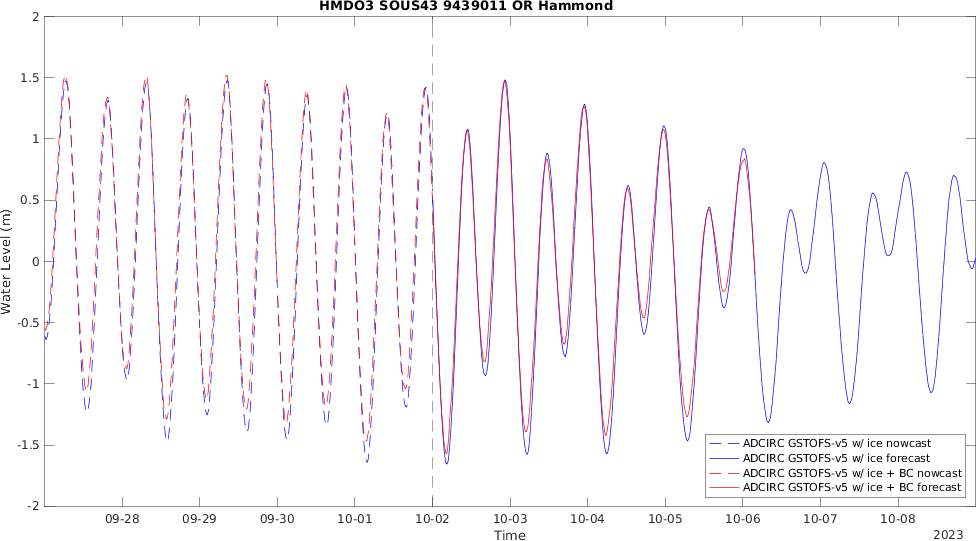 HMDO3 SOUS43 9439011 OR Hammond
2
1.5
1
0.5
0
-0.5
-1
-1.5
-2
Water Level (m)
ADCIRC GSTOFS-v5 w/ ice nowcast
ADCIRC GSTOFS-v5 w/ ice forecast
ADCIRC GSTOFS-v5 w/ ice + BC nowcast
ADCIRC GSTOFS-v5 w/ ice + BC forecast
09-28 09-29 09-30 10-01 10-02 10-03 10-04 10-05 10-06 10-07 10-08
Time
2023